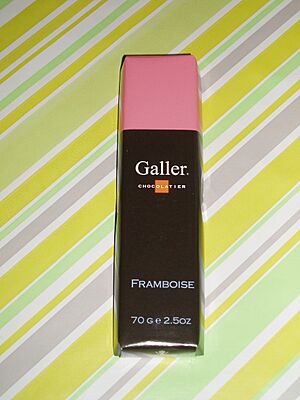 Galler.
CHOCOLATIER
FRAMBOISE
70 G e 2.5OZ